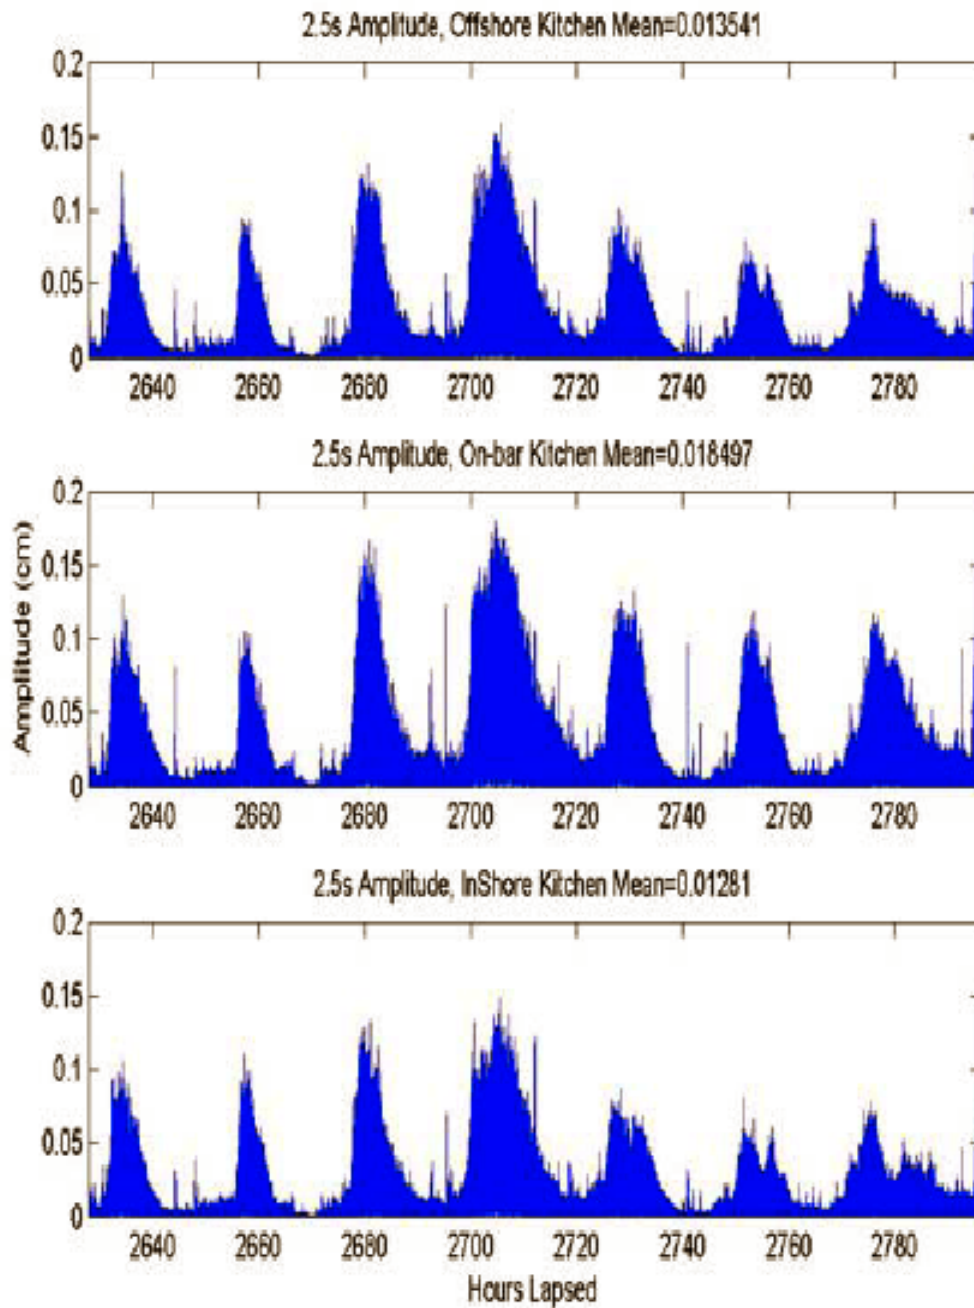 2.5s Amplitude, Offshore Kitchen Mean=0.013541
0.2
0.15
0.1
0.05
0
2640 2660 2680 2700 2720 2740 2760 2780
2.5s Amplitude, On-bar Kitchen Mean=0.018497
0.2
0.15
0.1
0.05
0
Amplitude (cm)
2640 2660 2680 2700 2720 2740 2760 2780
2.5s Amplitude, InShore Kitchen Mean=0.01281
0.2
0.15
0.1
0.05
0
2640 2660 2680 2700 2720 2740 2760 2780
Hours Lapsed